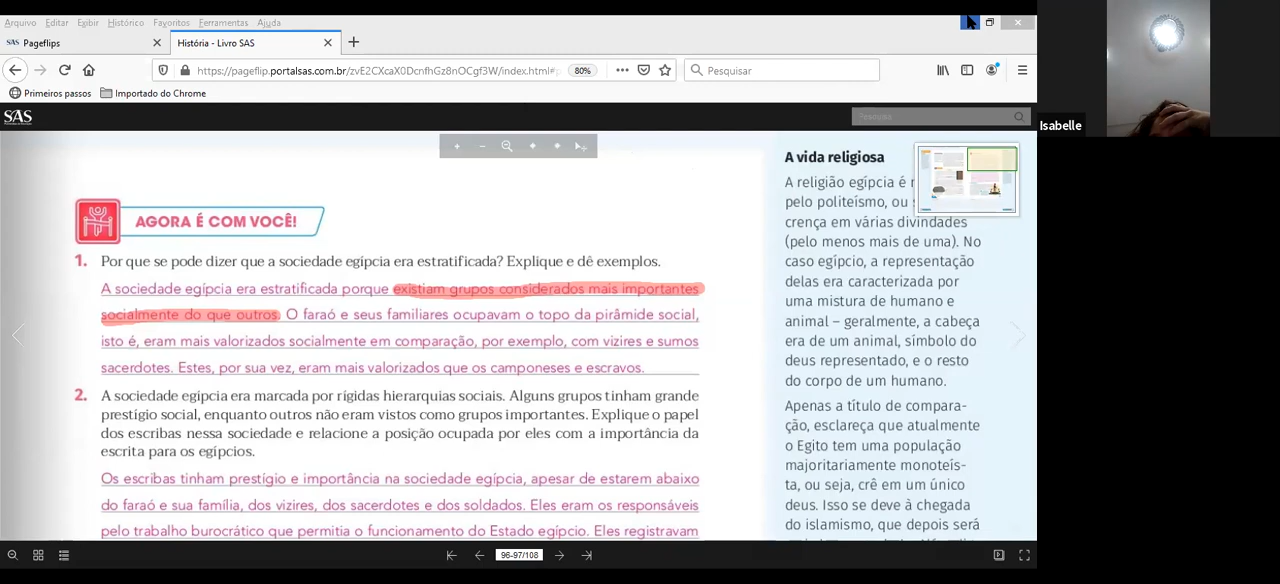 Arquivo Editar Exibir Histórico Favoritos Ferramentas Ajuda
SAS Pageflips
História - Livro SAS
https://pageflip.portalsas.com.br/zvE2CXcaX0DcnfhGz8nOCgf3W/index.html#p
80%
Pesquisar
Primeiros passos Importado do Chrome
SAS
Pesquisa
Isabelle
AGORA É COM VOCÊ!
1. Por que se pode dizer que a sociedade egípcia era estratificada? Explique e dê exemplos.
A sociedade egípcia era estratificada porque existiam grupos considerados mais importantes
socialmente do que outros. O faraó e seus familiares ocupavam o topo da pirâmide social,
isto é, eram mais valorizados socialmente em comparação, por exemplo, com vizires e sumos
sacerdotes. Estes, por sua vez, eram mais valorizados que os camponeses e escravos.
2. A sociedade egípcia era marcada por rígidas hierarquias sociais. Alguns grupos tinham grande
prestígio social, enquanto outros não eram vistos como grupos importantes. Explique o papel
dos escribas nessa sociedade e relacione a posição ocupada por eles com a importância da
escrita para os egípcios.
Os escribas tinham prestígio e importância na sociedade egípcia, apesar de estarem abaixo
do faraó e sua família, dos vizires, dos sacerdotes e dos soldados. Eles eram os responsáveis
pelo trabalho burocrático que permitia o funcionamento do Estado egípcio. Eles registravam
A vida religiosa
A religião egípcia é
pelo politeísmo, ou
crença em várias divindades
(pelo menos mais de uma). No
caso egípcio, a representação
delas era caracterizada por
uma mistura de humano e
animal – geralmente, a cabeça
era de um animal, símbolo do
deus representado, e o resto
do corpo de um humano.
Apenas a título de compara-
ção, esclareça que atualmente
o Egito tem uma população
majoritariamente monoteís-
ta, ou seja, crê em um único
deus. Isso se deve à chegada
do islamismo, que depois será
96-97/108